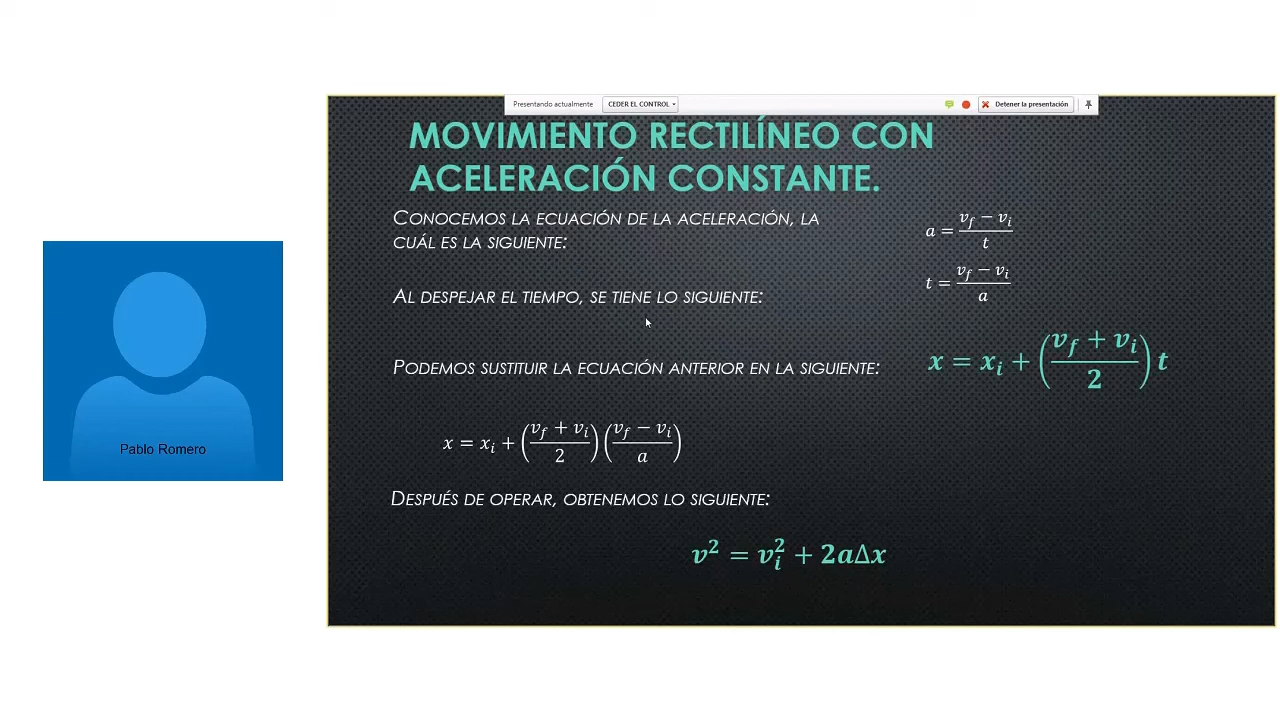 Presentando actualmente CEDER EL CONTROL Detener la presentación
MOVIMIENTO RECTILÍNEO CON
ACELERACIÓN CONSTANTE.
CONOCEMOS LA ECUACIÓN DE LA ACELERACIÓN, LA
CUÁL ES LA SIGUIENTE:
a = (v_f − v_i)/t
AL DESPEJAR EL TIEMPO, SE TIENE LO SIGUIENTE:
t = (v_f − v_i)/a
PODEMOS SUSTITUIR LA ECUACIÓN ANTERIOR EN LA SIGUIENTE:
x = x_i + ((v_f + v_i)/2) t
x = x_i + ((v_f + v_i)/2)((v_f − v_i)/a)
DESPUÉS DE OPERAR, OBTENEMOS LO SIGUIENTE:
v² = v_i² + 2aΔx
Pablo Romero